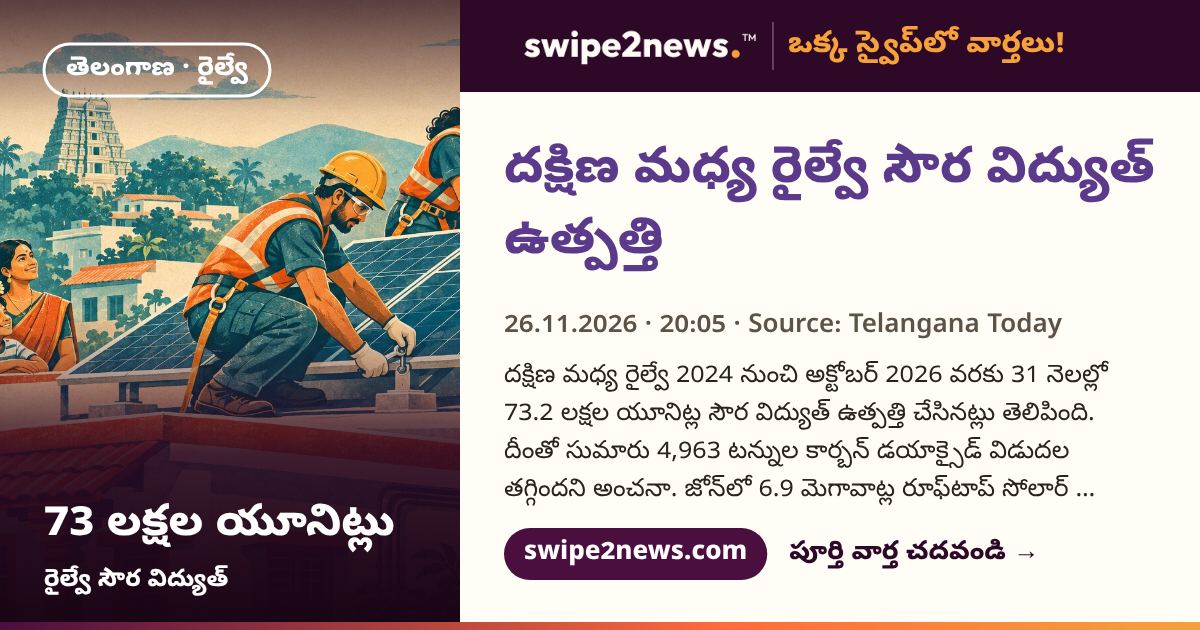 తెలంగాణ · రైల్వే
73 లక్షల యూనిట్లు
రైల్వే సౌర విద్యుత్
swipe2news.™ ఒక్క స్వైప్‌లో వార్తలు!
దక్షిణ మధ్య రైల్వే సౌర విద్యుత్
ఉత్పత్తి
26.11.2026 · 20:05 · Source: Telangana Today
దక్షిణ మధ్య రైల్వే 2024 నుంచి అక్టోబర్ 2026 వరకు 31 నెలల్లో
73.2 లక్షల యూనిట్ల సౌర విద్యుత్ ఉత్పత్తి చేసినట్లు తెలిపింది.
దీంతో సుమారు 4,963 టన్నుల కార్బన్ డయాక్సైడ్ విడుదల
తగ్గిందని అంచనా. జోన్‌లో 6.9 మెగావాట్ల రూఫ్‌టాప్ సోలార్ ...
swipe2news.com పూర్తి వార్త చదవండి →